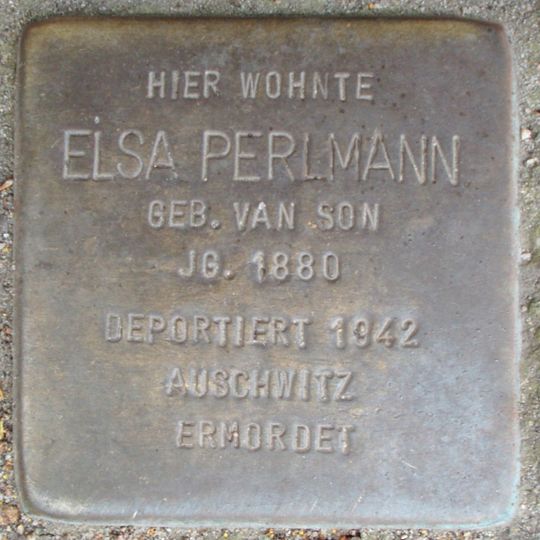 HIER WOHNTE
ELSA PERLMANN
GEB. VAN SON
JG. 1880
DEPORTIERT 1942
AUSCHWITZ
ERMORDET